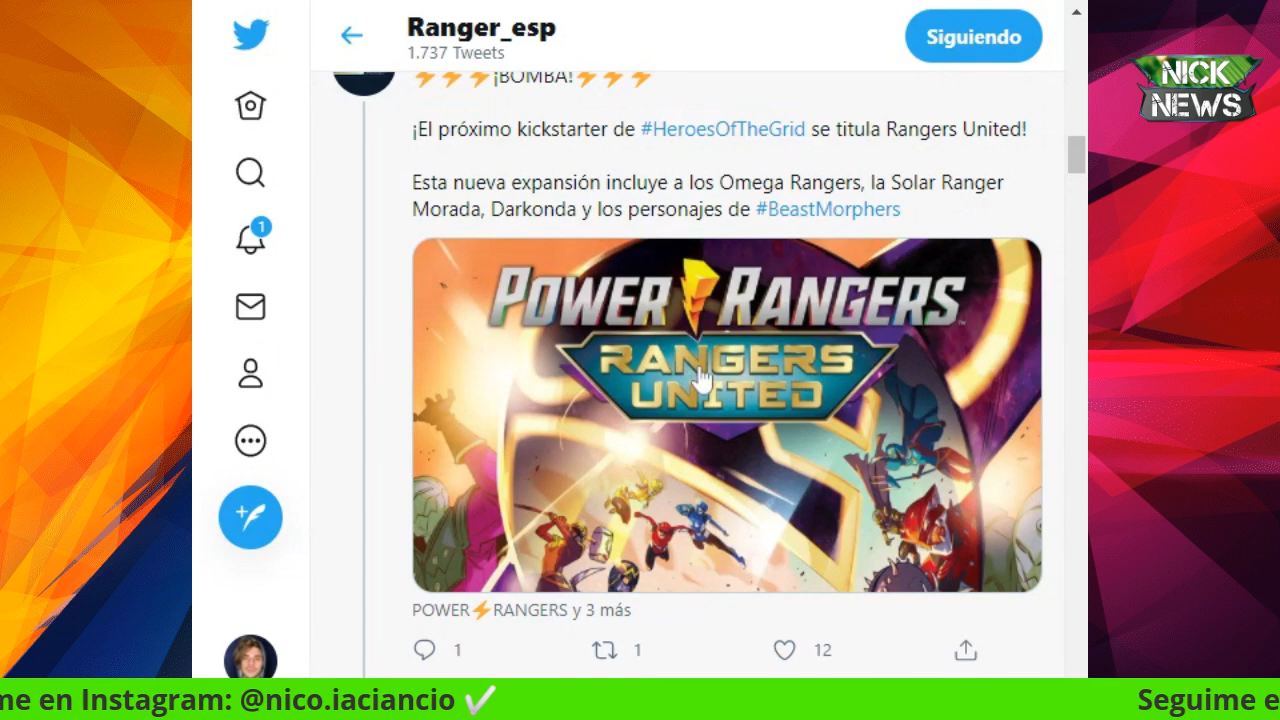 Ranger_esp
1.737 Tweets
Siguiendo
NICK
NEWS
⚡⚡⚡¡BOMBA!⚡⚡⚡
¡El próximo kickstarter de #HeroesOfTheGrid se titula Rangers United!
Esta nueva expansión incluye a los Omega Rangers, la Solar Ranger
Morada, Darkonda y los personajes de #BeastMorphers
1
POWER RANGERS
RANGERS
UNITED
POWER⚡RANGERS y 3 más
1 1 12
me en Instagram: @nico.iaciancio ✔ Seguime e